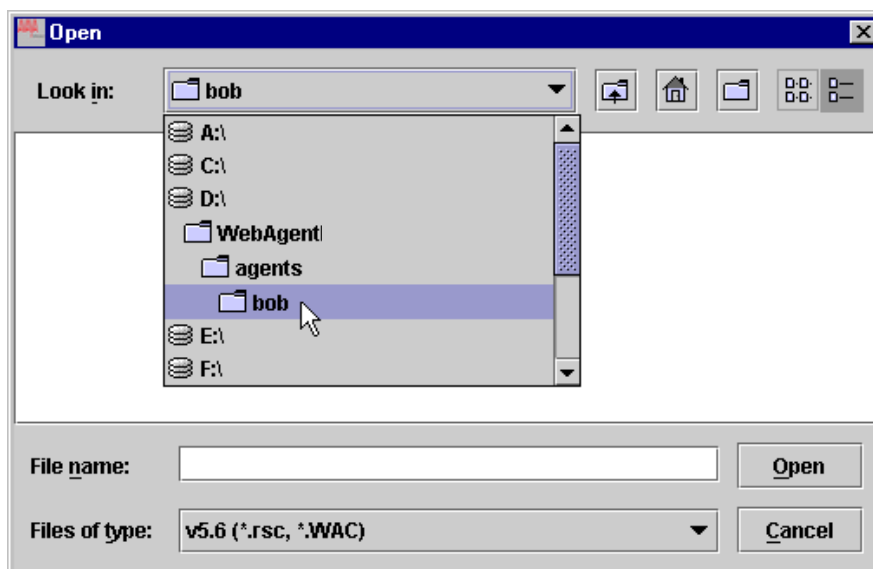 Open
Look in: bob
A:\
C:\
D:\
WebAgent
agents
bob
E:\
F:\
File name: Open
Files of type: v5.6 (*.rsc, *.WAC) Cancel